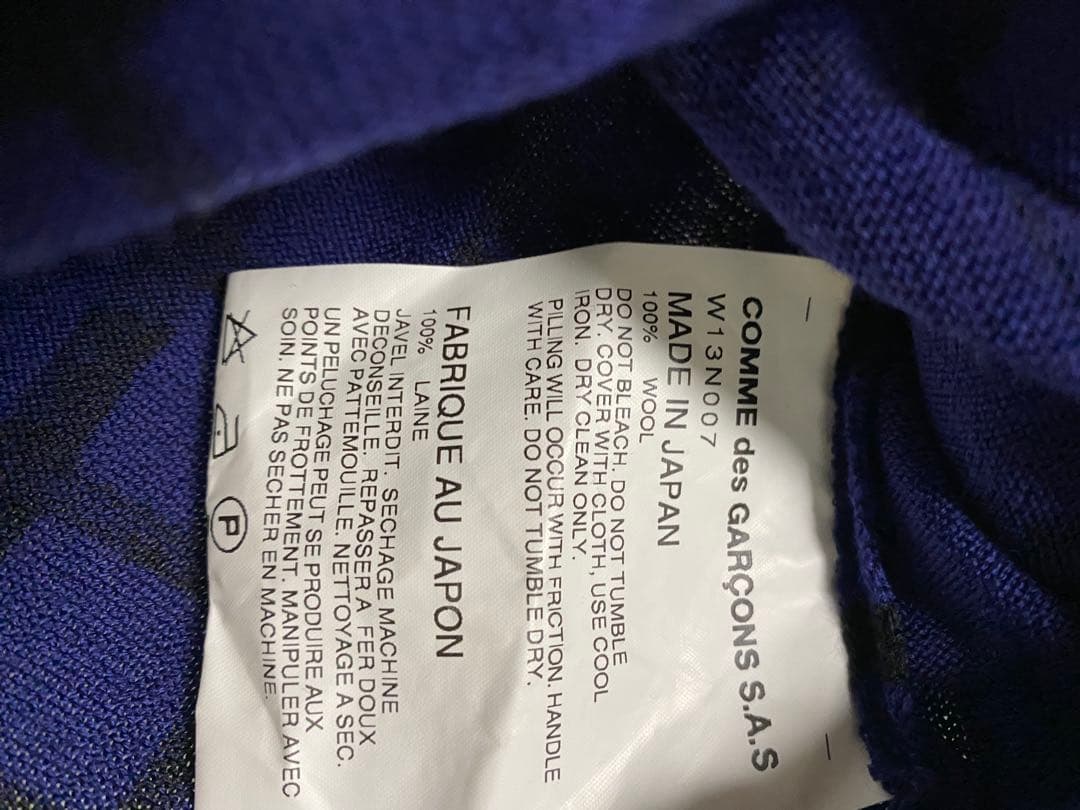 COMME des GARÇONS S.A.S
W13N007
MADE IN JAPAN
100% WOOL
DO NOT BLEACH. DO NOT TUMBLE
DRY. COVER WITH CLOTH, USE COOL
IRON. DRY CLEAN ONLY.
PILLING WILL OCCUR WITH FRICTION. HANDLE
WITH CARE. DO NOT TUMBLE DRY.
FABRIQUE AU JAPON
100% LAINE
JAVEL INTERDIT. SECHAGE MACHINE
DECONSEILLE. REPASSER A FER DOUX
AVEC PATTEMOUILLE. NETTOYAGE A SEC.
UN PELUCHAGE PEUT SE PRODUIRE AUX
POINTS DE FROTTEMENT. MANIPULER AVEC
SOIN. NE PAS SECHER EN MACHINE.
P